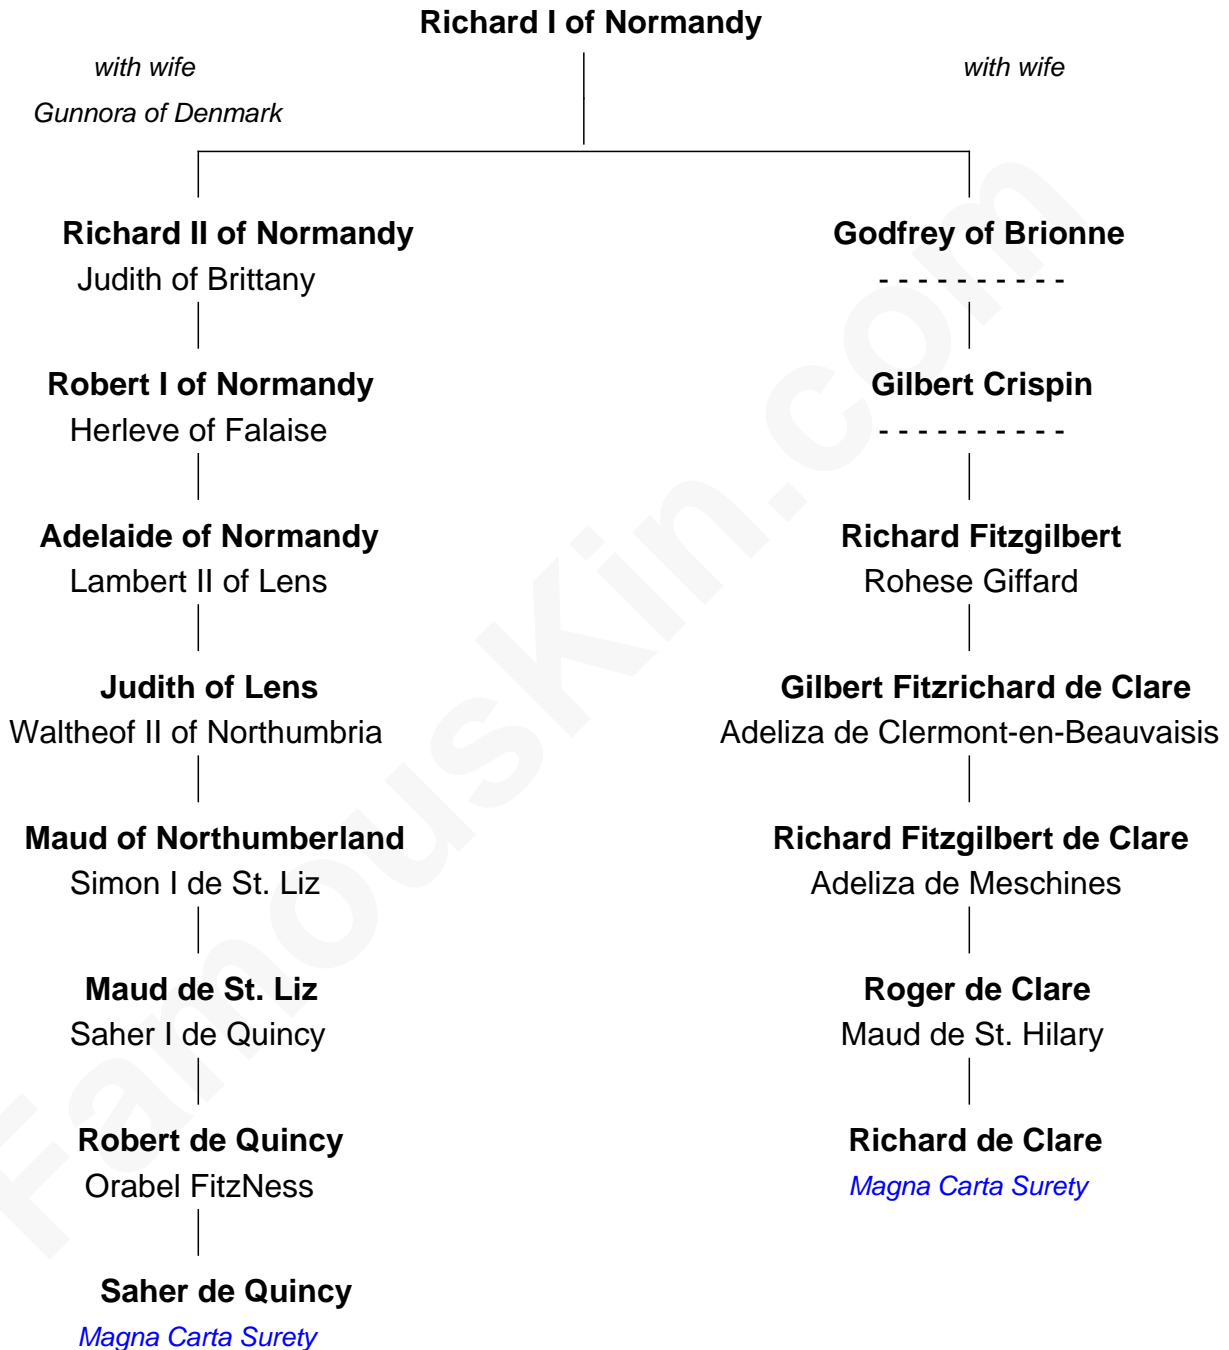 Richard I of Normandy
with wife
Gunnora of Denmark
with wife
Richard II of Normandy
Judith of Brittany
Godfrey of Brionne
- - - - - - - - - -
Robert I of Normandy
Herleve of Falaise
Gilbert Crispin
- - - - - - - - - -
Adelaide of Normandy
Lambert II of Lens
Richard Fitzgilbert
Rohese Giffard
Judith of Lens
Waltheof II of Northumbria
Gilbert Fitzrichard de Clare
Adeliza de Clermont-en-Beauvaisis
Maud of Northumberland
Simon I de St. Liz
Richard Fitzgilbert de Clare
Adeliza de Meschines
Maud de St. Liz
Saher I de Quincy
Roger de Clare
Maud de St. Hilary
Robert de Quincy
Orabel FitzNess
Richard de Clare
Magna Carta Surety
Saher de Quincy
Magna Carta Surety
FamousKin.com